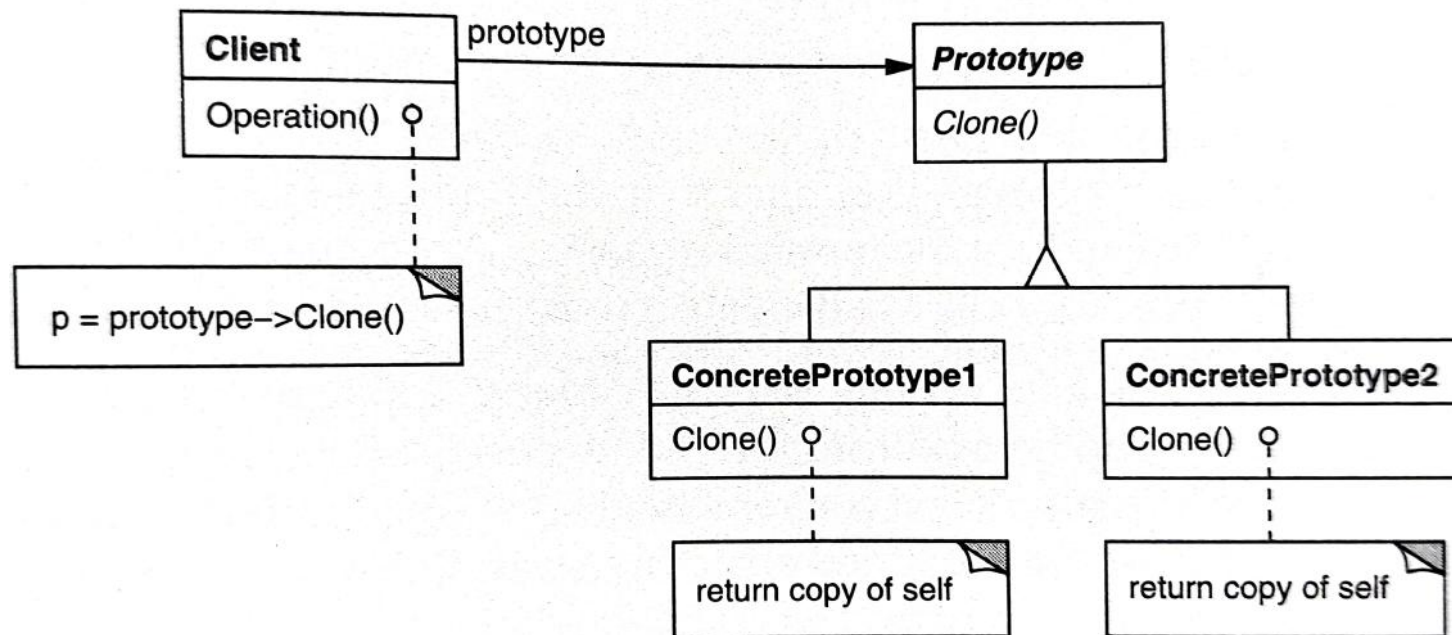 Client
prototype
Prototype
Operation()
Clone()
p = prototype–>Clone()
ConcretePrototype1
ConcretePrototype2
Clone()
Clone()
return copy of self
return copy of self